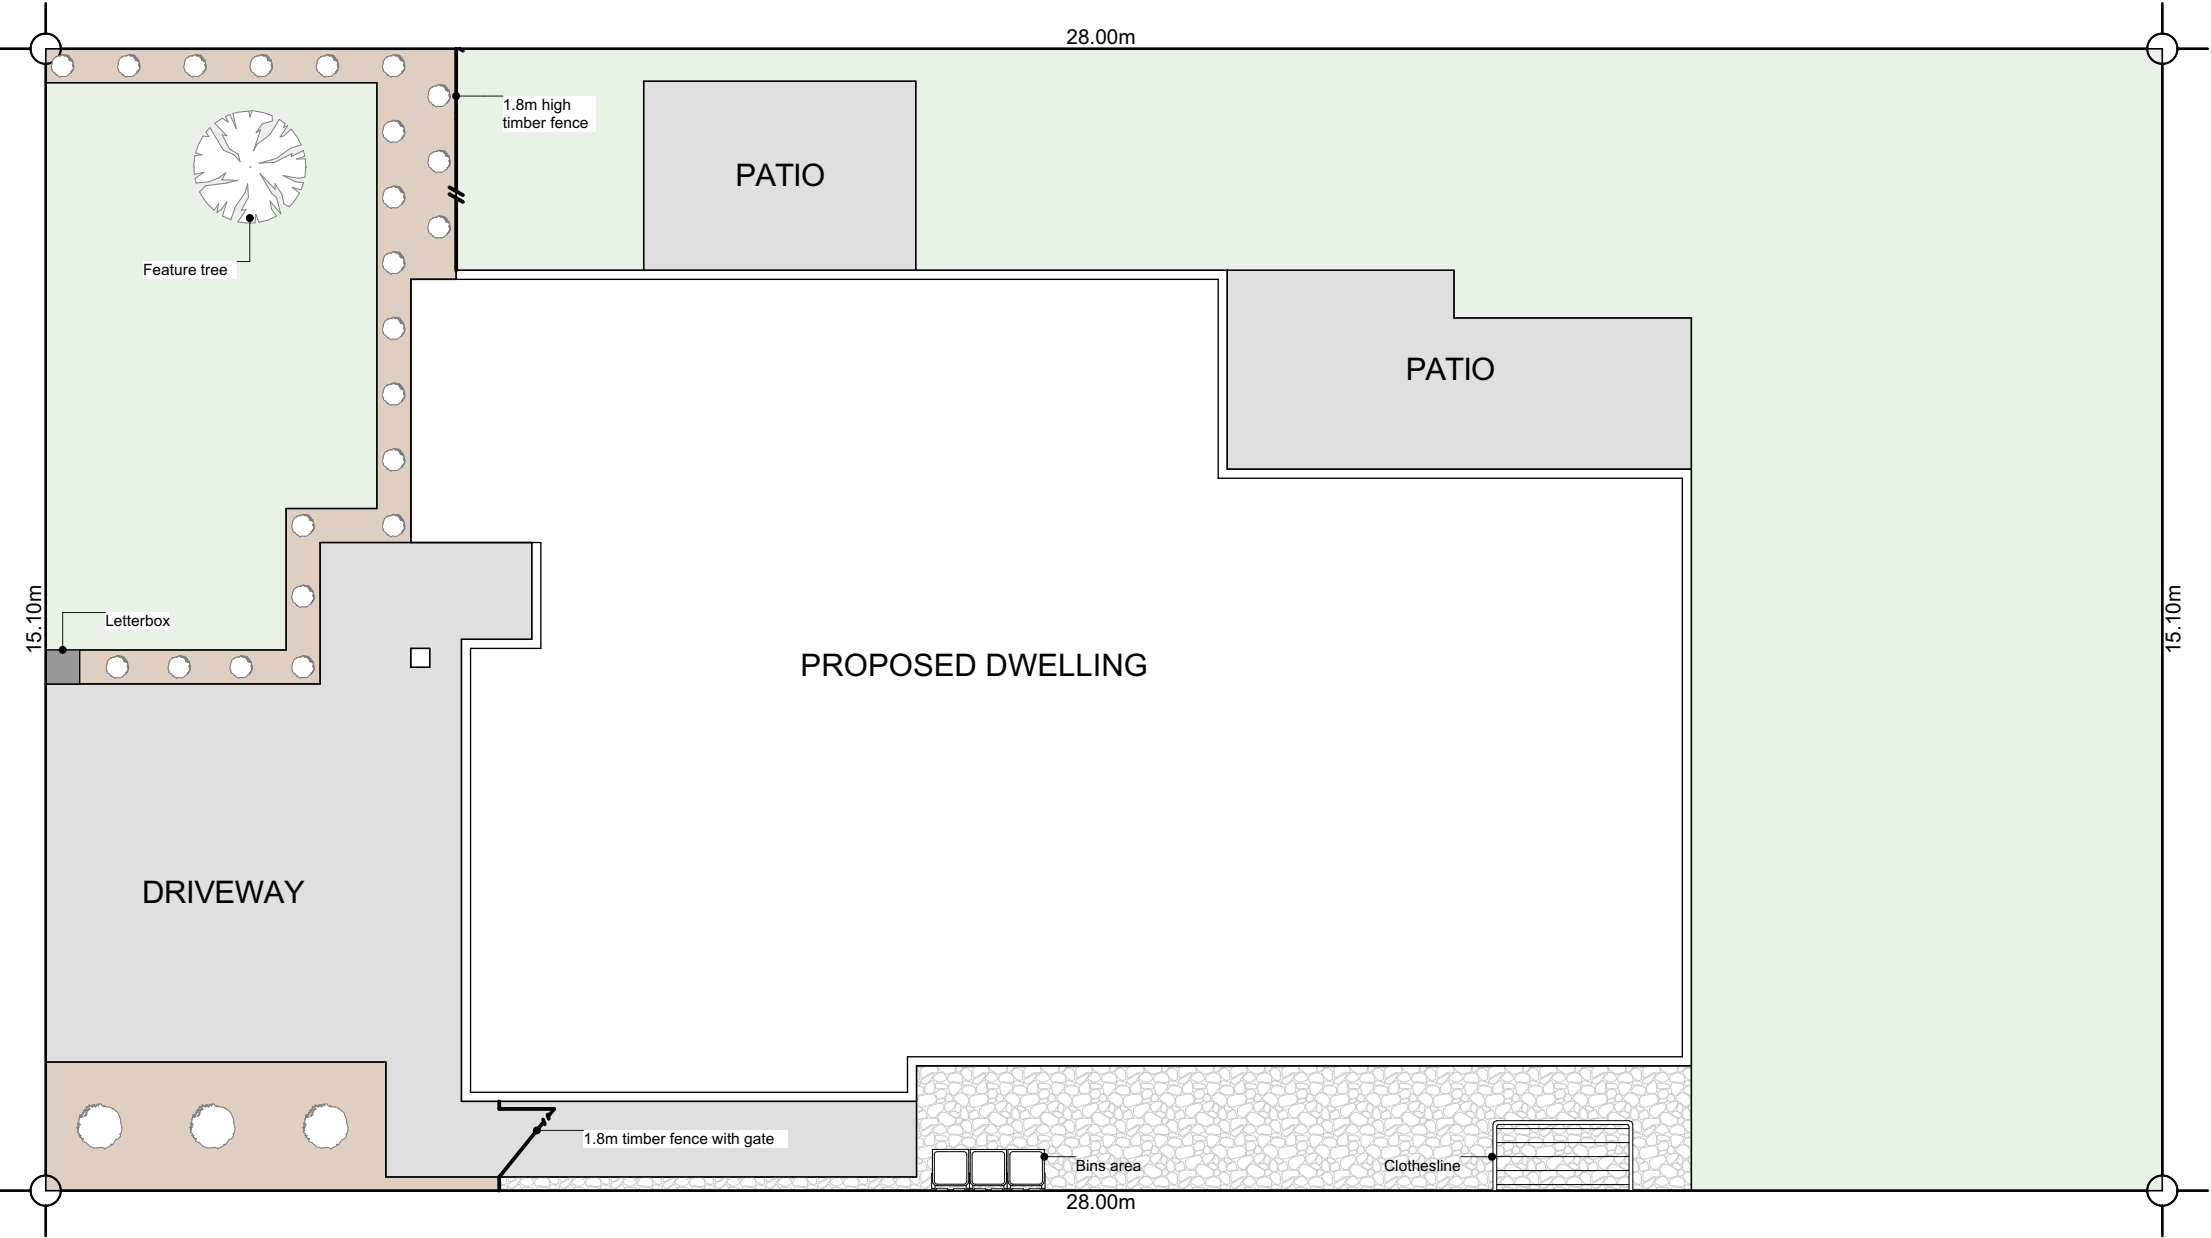 28.00m
1.8m high
timber fence
PATIO
Feature tree
PATIO
15.10m
Letterbox
15.10m
PROPOSED DWELLING
DRIVEWAY
1.8m timber fence with gate
Bins area
Clothesline
28.00m